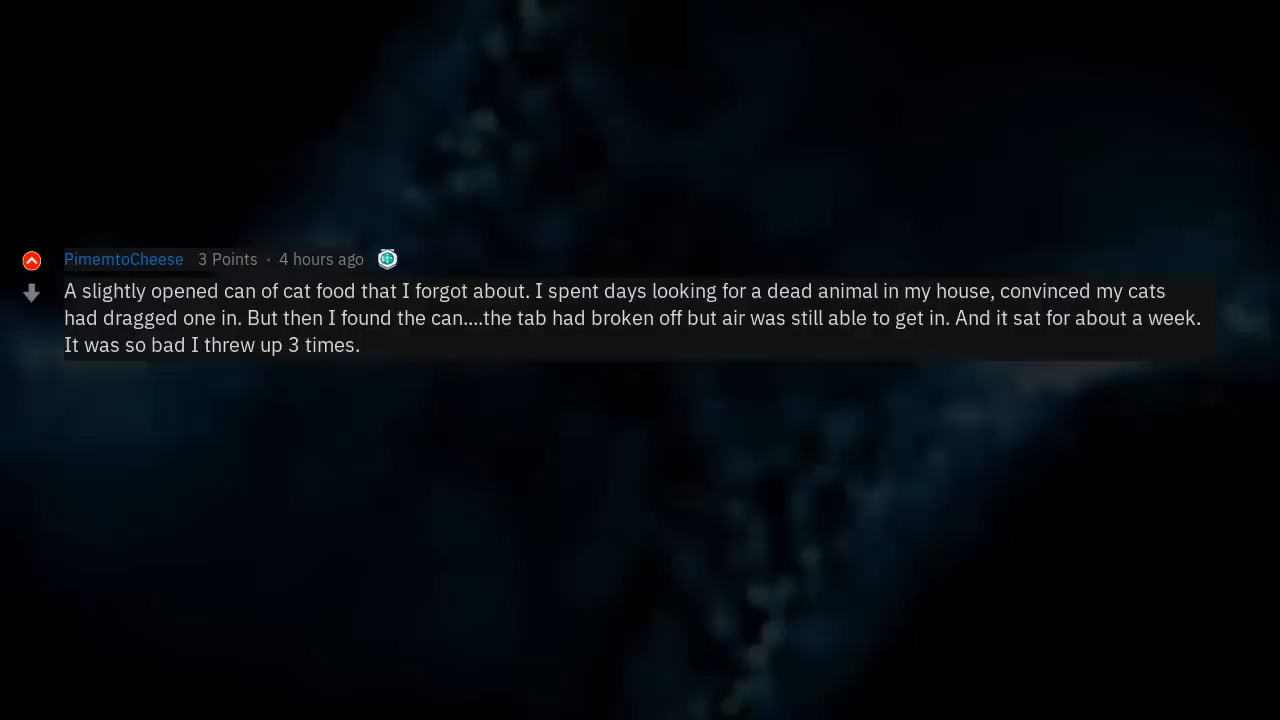 PimemtoCheese 3 Points · 4 hours ago
A slightly opened can of cat food that I forgot about. I spent days looking for a dead animal in my house, convinced my cats
had dragged one in. But then I found the can....the tab had broken off but air was still able to get in. And it sat for about a week.
It was so bad I threw up 3 times.